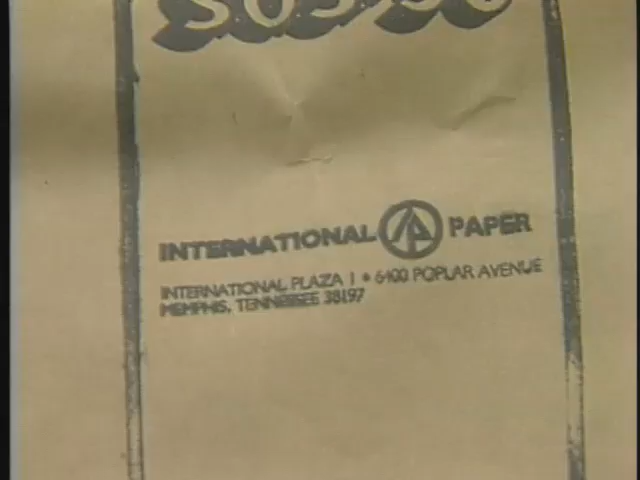 INTERNATIONAL PAPER
INTERNATIONAL PLAZA I • 6400 POPLAR AVENUE
MEMPHIS, TENNESSEE 38197